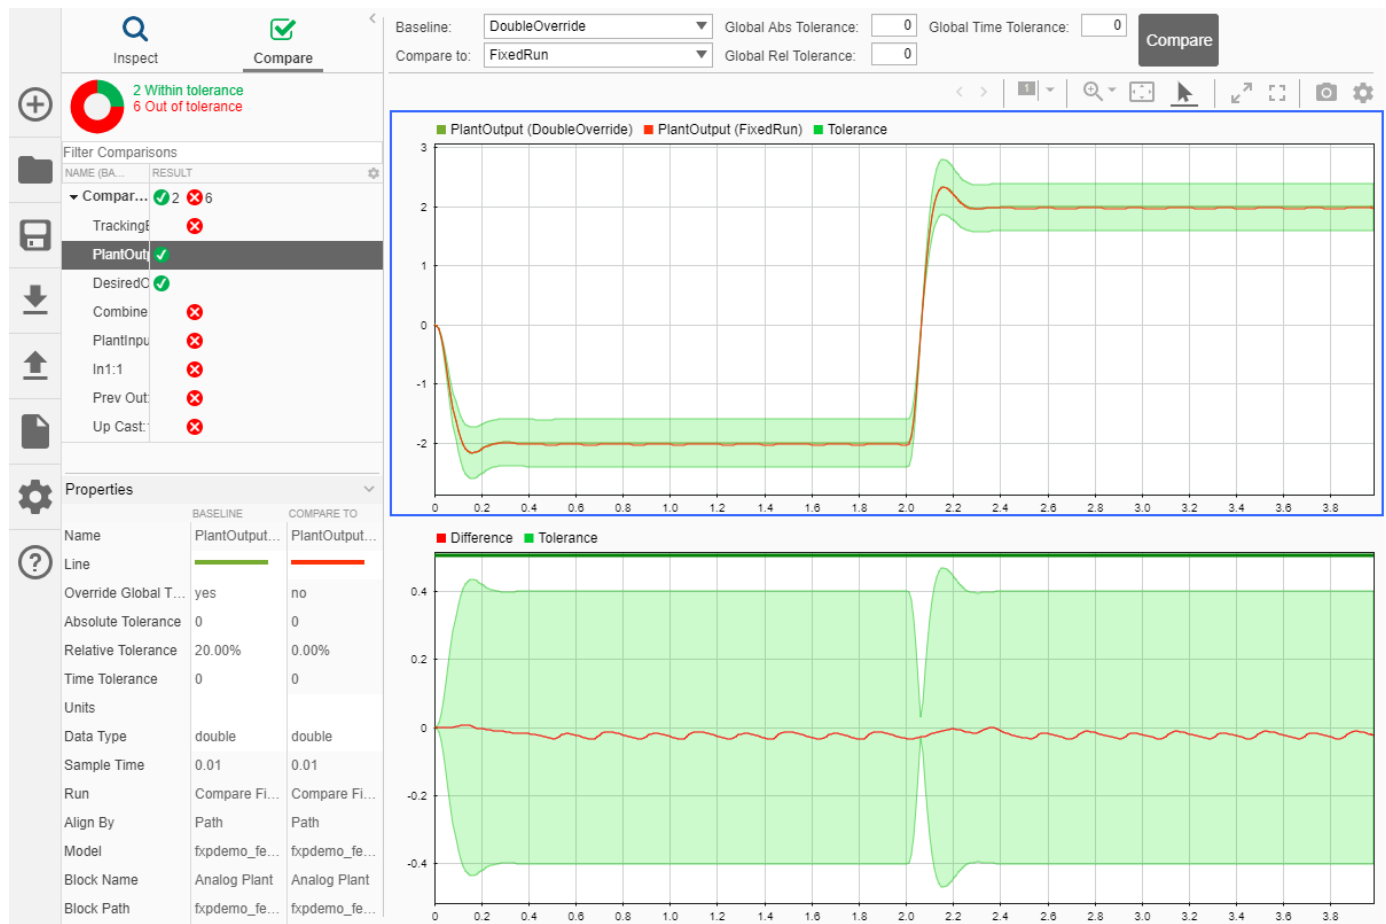 Inspect
Compare
Baseline:
DoubleOverride
Global Abs Tolerance:
0
Global Time Tolerance:
0
Compare
Compare to:
FixedRun
Global Rel Tolerance:
0
2 Within tolerance
6 Out of tolerance
Filter Comparisons
NAME (BA...
RESULT
Compar...
2
6
TrackingE
PlantOutp
DesiredO
Combine
PlantInpu
In1:1
Prev Out:
Up Cast:
Properties
BASELINE
COMPARE TO
Name PlantOutput... PlantOutput...
Line
Override Global T... yes no
Absolute Tolerance 0 0
Relative Tolerance 20.00% 0.00%
Time Tolerance 0 0
Units
Data Type double double
Sample Time 0.01 0.01
Run Compare Fi... Compare Fi...
Align By Path Path
Model fxpdemo_fe... fxpdemo_fe...
Block Name Analog Plant Analog Plant
Block Path fxpdemo_fe... fxpdemo_fe...
1
PlantOutput (DoubleOverride) PlantOutput (FixedRun) Tolerance
3
2
1
0
-1
-2
0 0.2 0.4 0.6 0.8 1.0 1.2 1.4 1.6 1.8 2.0 2.2 2.4 2.6 2.8 3.0 3.2 3.4 3.6 3.8
Difference Tolerance
0.4
0.2
0
-0.2
-0.4
0 0.2 0.4 0.6 0.8 1.0 1.2 1.4 1.6 1.8 2.0 2.2 2.4 2.6 2.8 3.0 3.2 3.4 3.6 3.8